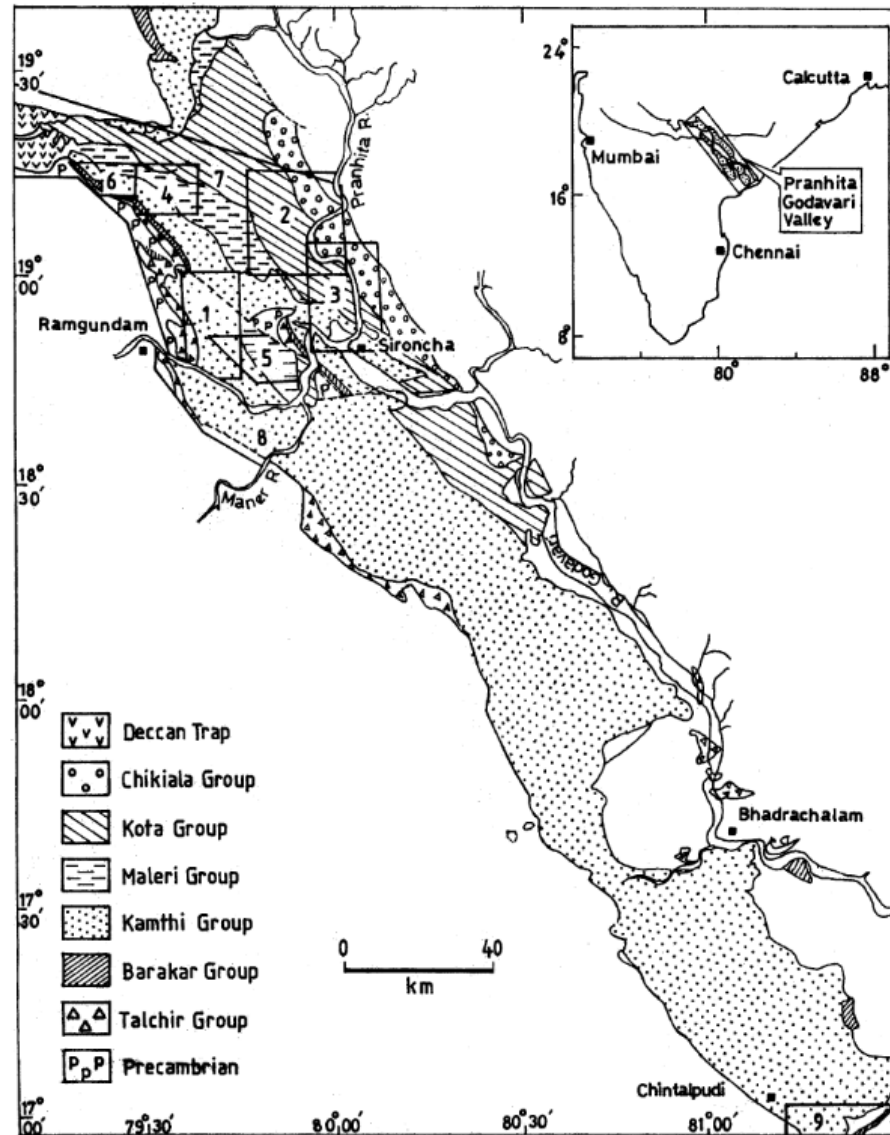 19°
30'
19°
00'
18°
30'
18°
00'
17°
30'
17°
00'
79°30'
80°00'
80°30'
81°00'
24°
16°
8°
80°
88°
Calcutta
Mumbai
Chennai
Pranhita
Godavari
Valley
Pranhita R.
6
4
7
2
3
1
5
8
9
Ramgundam
Sironcha
Maner R.
Godavari
R.
Bhadrachalam
Chintalpudi
Deccan Trap
Chikiala Group
Kota Group
Maleri Group
Kamthi Group
Barakar Group
Talchir Group
Precambrian
P P P
0 40
km